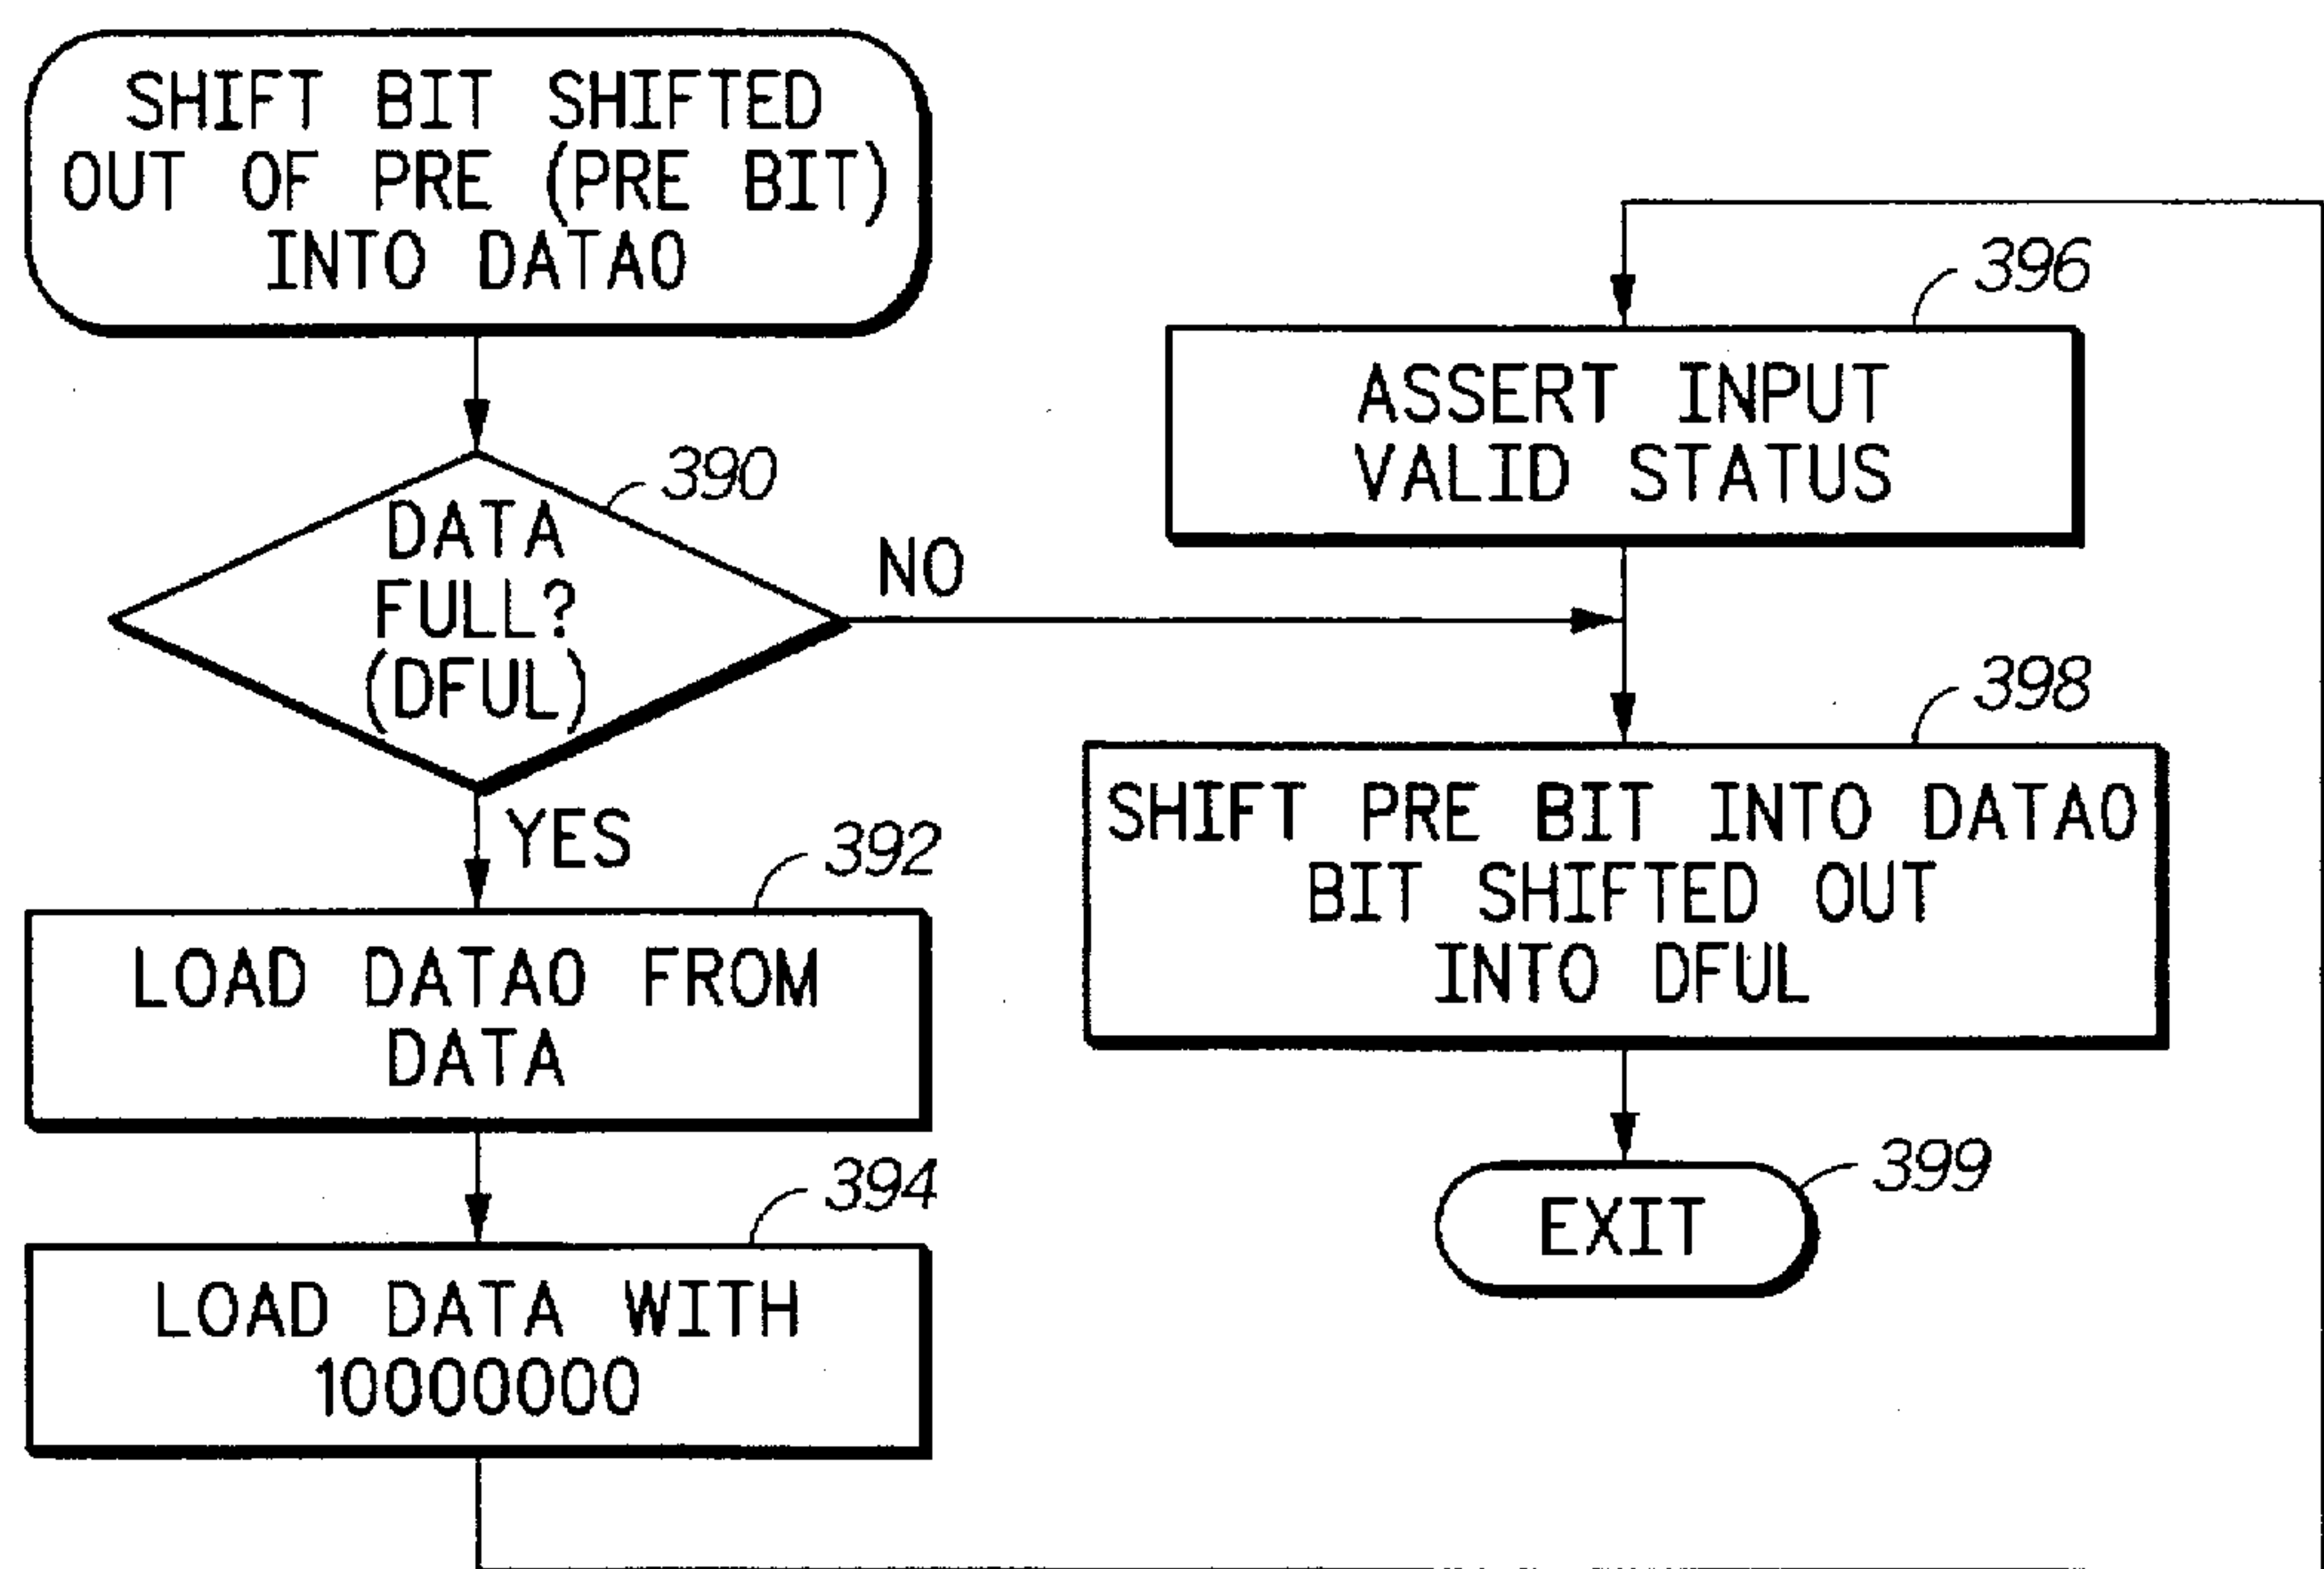 SHIFT BIT SHIFTED
OUT OF PRE (PRE BIT)
INTO DATA0
390
DATA
FULL?
(DFUL)
NO
YES
392
LOAD DATA0 FROM
DATA
394
LOAD DATA WITH
10000000
396
ASSERT INPUT
VALID STATUS
398
SHIFT PRE BIT INTO DATA0
BIT SHIFTED OUT
INTO DFUL
EXIT
399